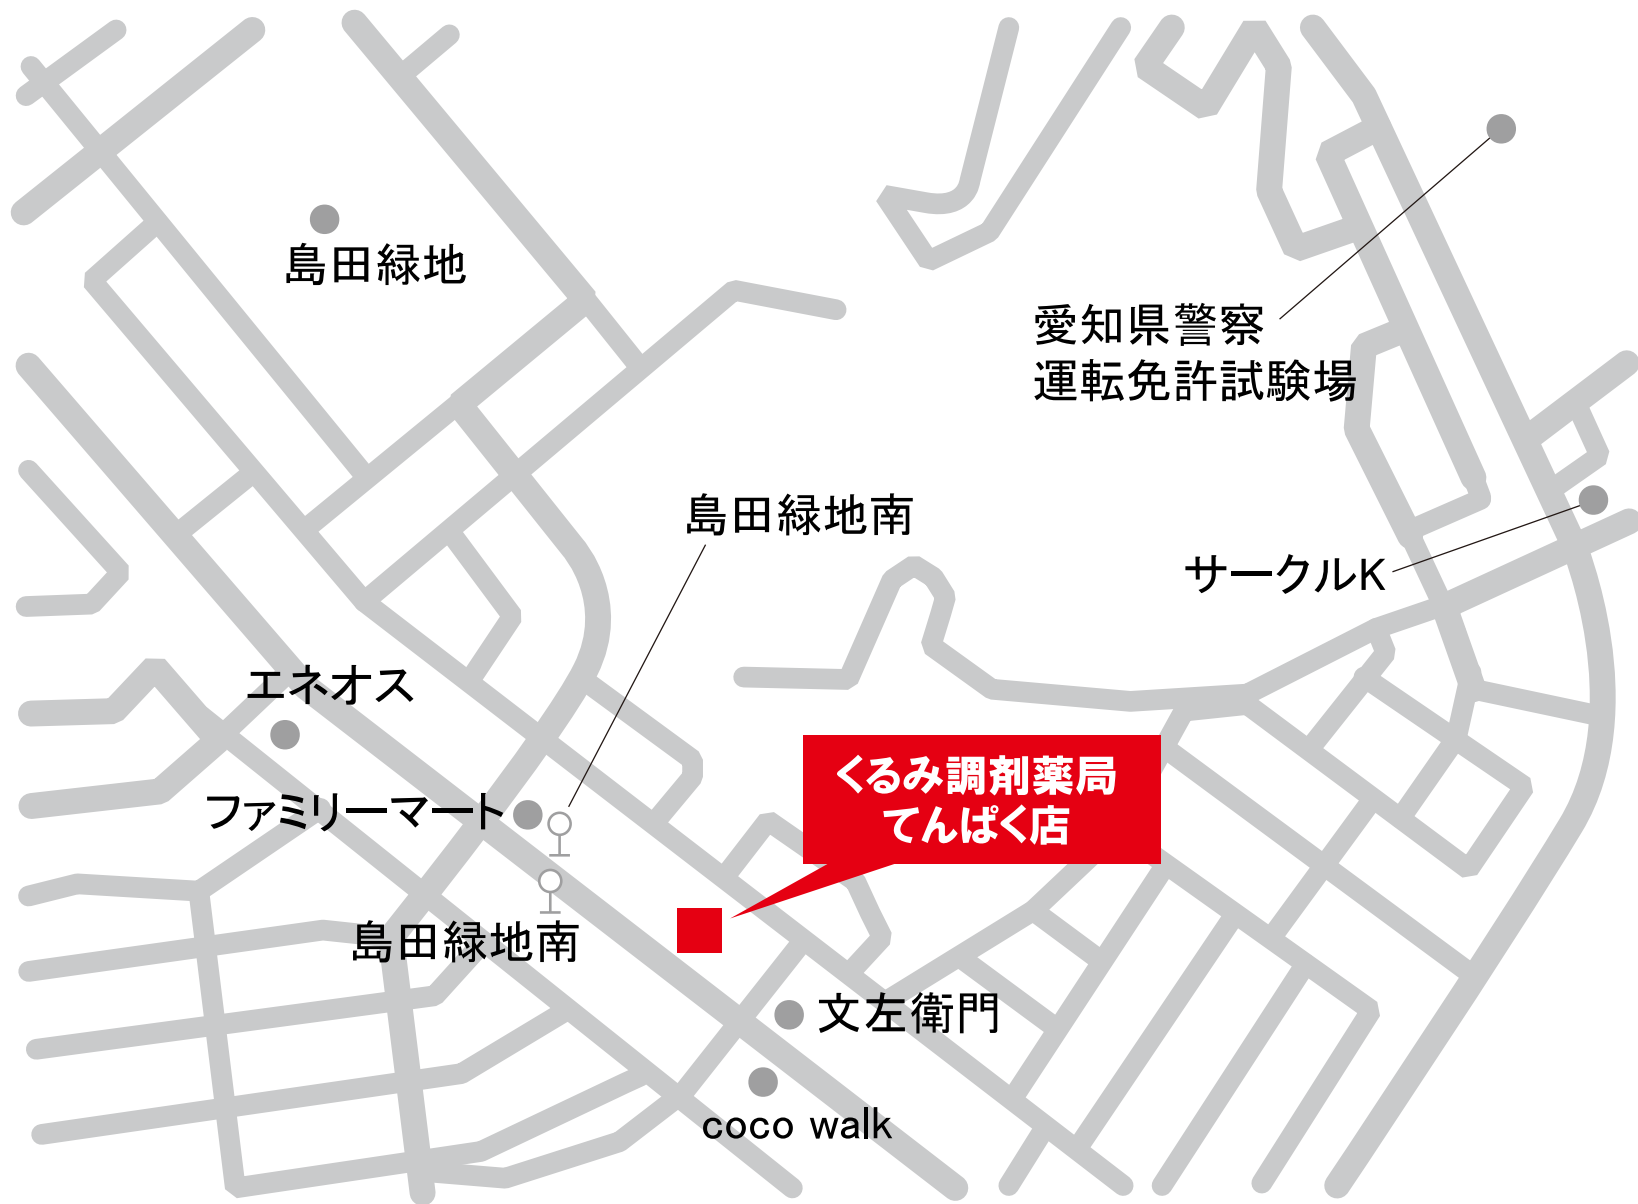 島田緑地
愛知県警察
運転免許試験場
島田緑地南
サークルK
エネオス
くるみ調剤薬局
てんぱく店
ファミリーマート
島田緑地南
文左衛門
coco walk